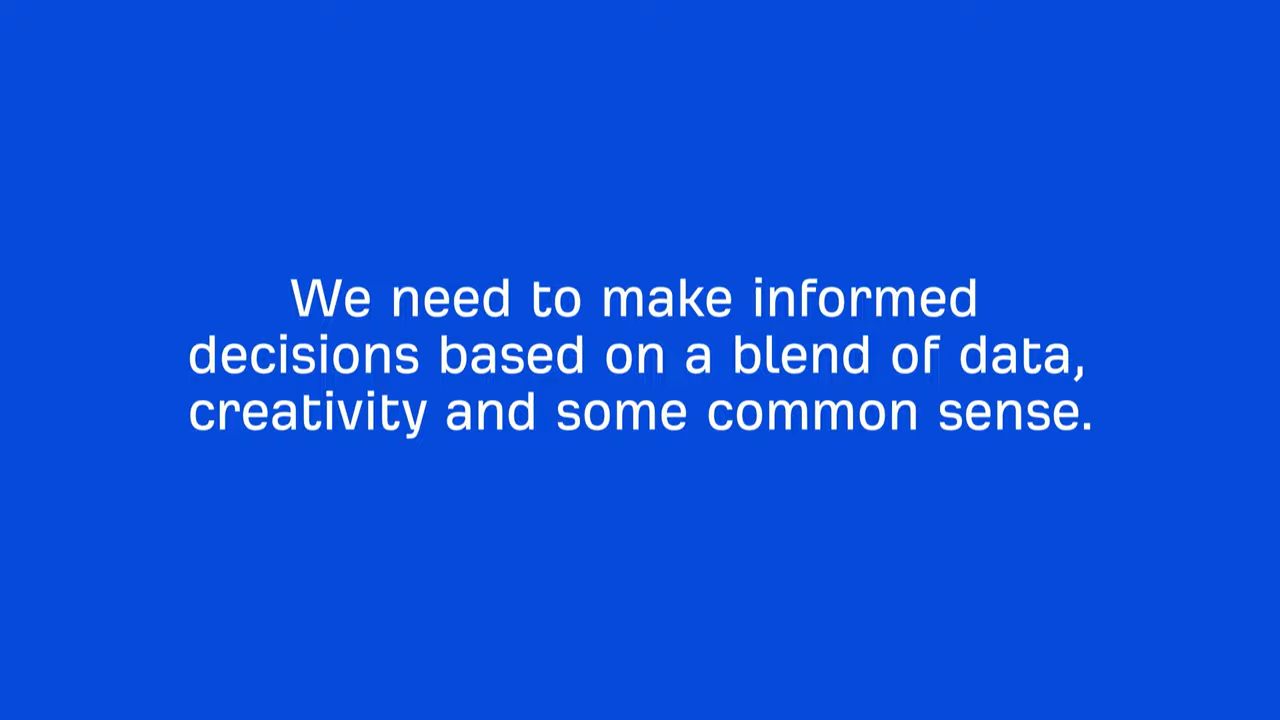 We need to make informed
decisions based on a blend of data,
creativity and some common sense.